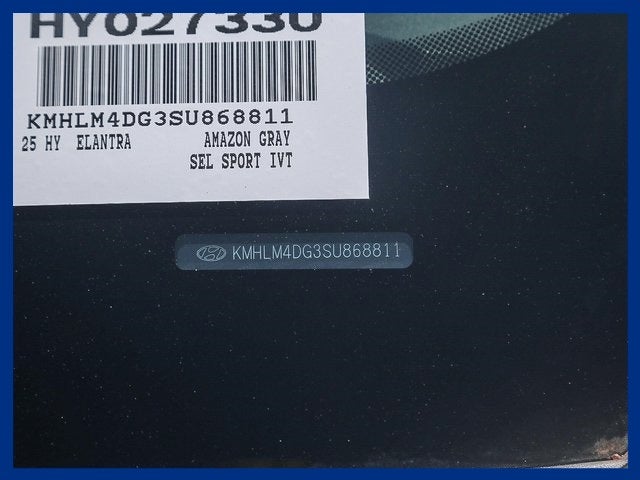 HY027330
KMHLM4DG3SU868811
25 HY ELANTRA AMAZON GRAY
SEL SPORT IVT
KMHLM4DG3SU868811